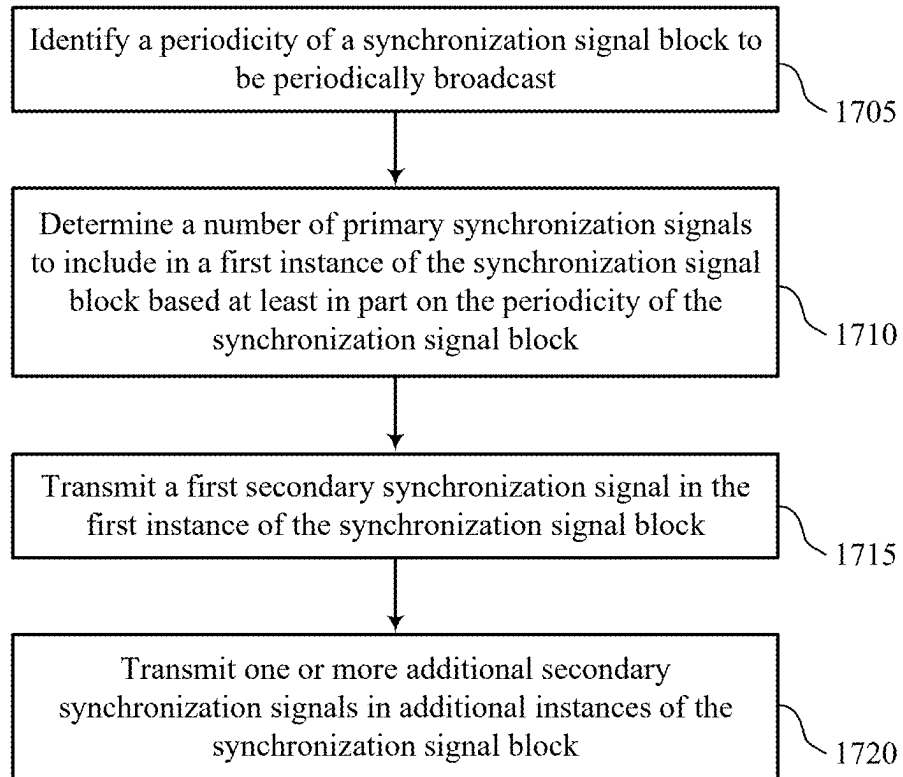 Identify a periodicity of a synchronization signal block to
be periodically broadcast
1705
Determine a number of primary synchronization signals
to include in a first instance of the synchronization signal
block based at least in part on the periodicity of the
synchronization signal block
1710
Transmit a first secondary synchronization signal in the
first instance of the synchronization signal block
1715
Transmit one or more additional secondary
synchronization signals in additional instances of the
synchronization signal block
1720